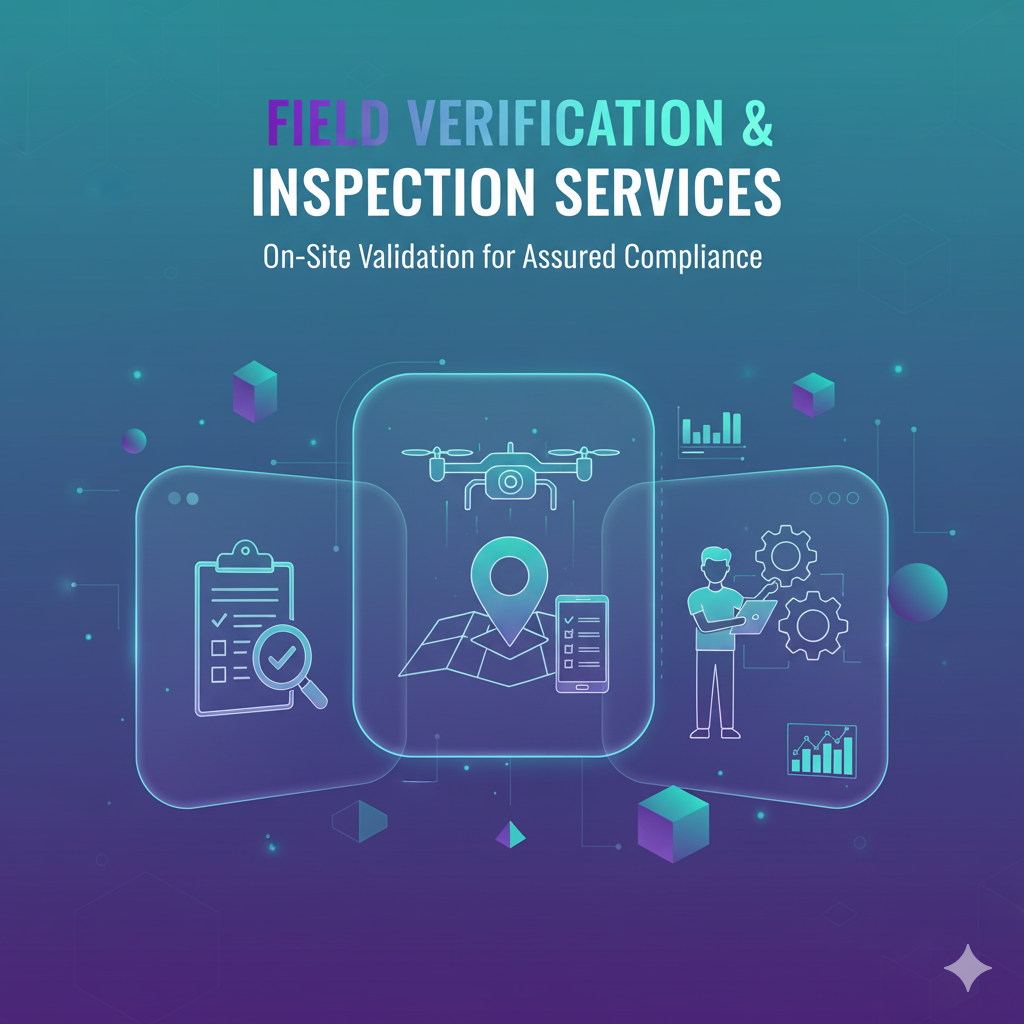 FIELD VERIFICATION &
INSPECTION SERVICES
On-Site Validation for Assured Compliance